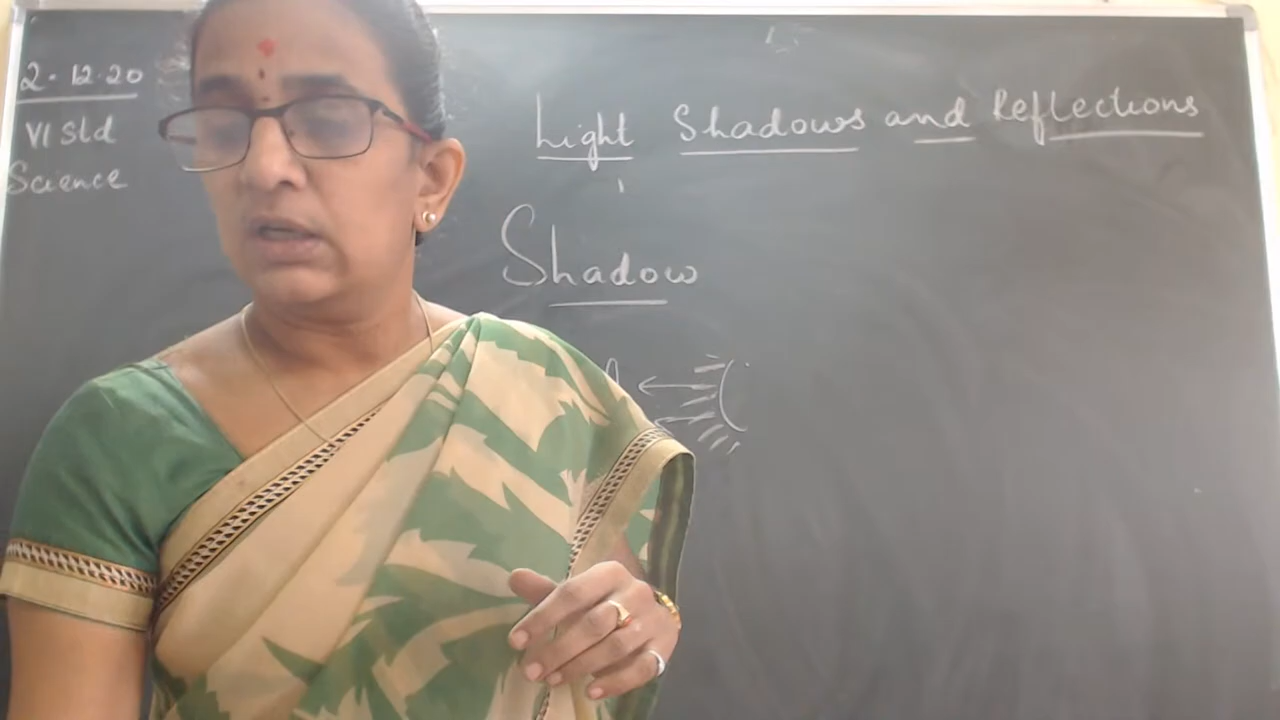 2.12.20
VI Std
Science
Light Shadows and Reflections
Shadow